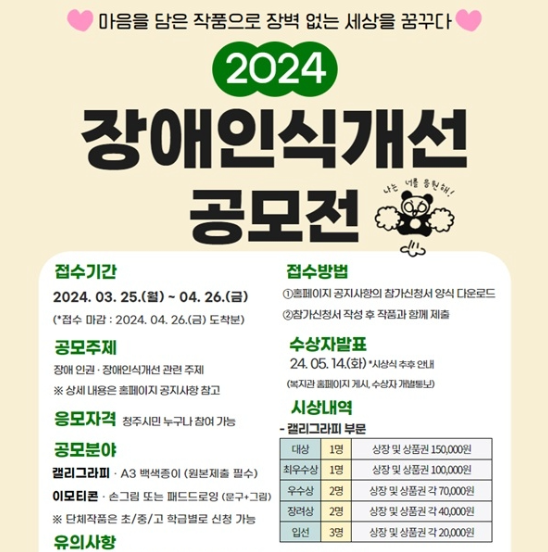 마음을 담은 작품으로 장벽 없는 세상을 꿈꾸다
2024
장애인식개선
공모전
나는 너를 응원해!
접수기간
2024. 03. 25.(월) ~ 04. 26.(금)
(*접수 마감 : 2024. 04. 26.(금) 도착분)
공모주제
장애 인권 · 장애인식개선 관련 주제
※ 상세 내용은 홈페이지 공지사항 참고
응모자격 청주시민 누구나 참여 가능
공모분야
캘리그라피 · A3 백색종이 (원본제출 필수)
이모티콘 · 손그림 또는 패드드로잉 (문구+그림)
※ 단체작품은 초/중/고 학급별로 신청 가능
유의사항
접수방법
①홈페이지 공지사항의 참가신청서 양식 다운로드
②참가신청서 작성 후 작품과 함께 제출
수상자발표
24. 05. 14.(화) *시상식 추후 안내
(복지관 홈페이지 게시, 수상자 개별통보)
시상내역
- 캘리그라피 부문
대상 1명 상장 및 상품권 150,000원
최우수상 1명 상장 및 상품권 100,000원
우수상 2명 상장 및 상품권 각 70,000원
장려상 2명 상장 및 상품권 각 40,000원
입선 3명 상장 및 상품권 각 20,000원